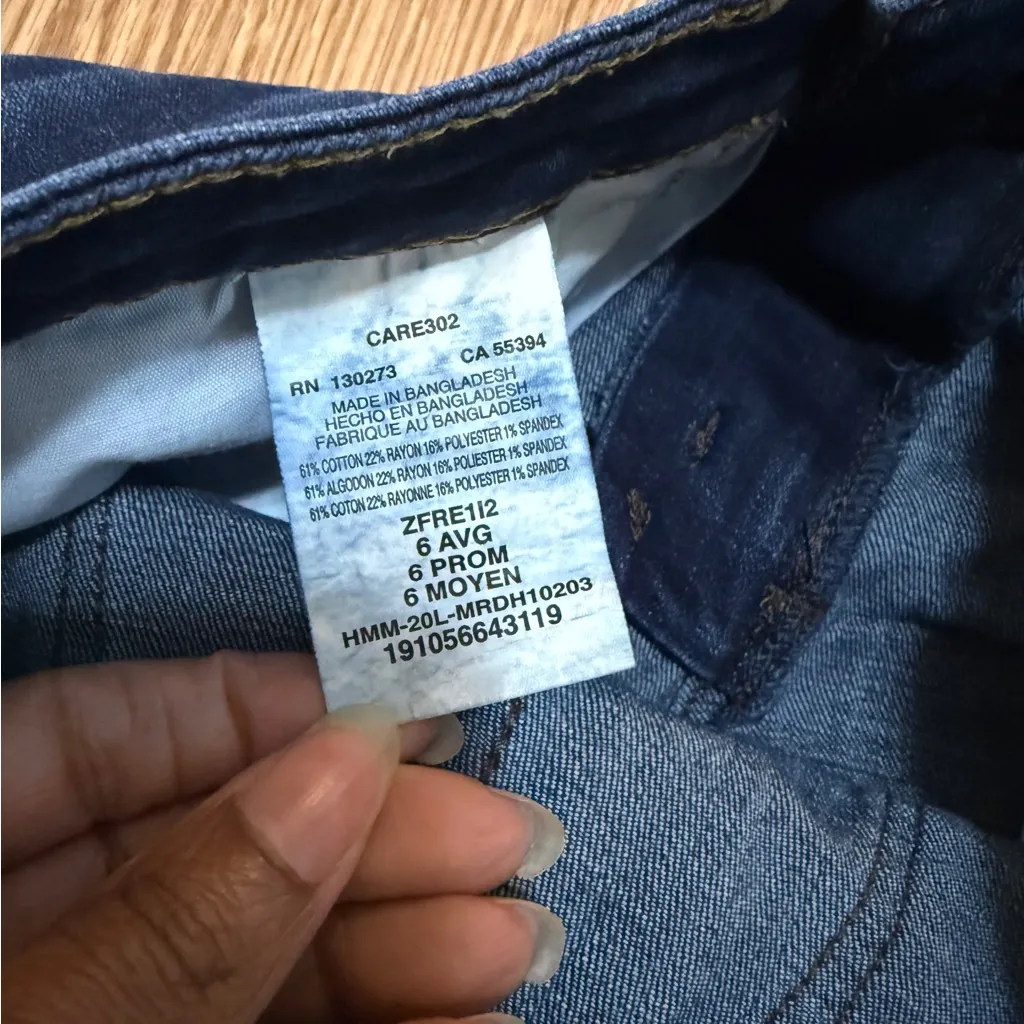 CARE302
RN 130273 CA 55394
MADE IN BANGLADESH
HECHO EN BANGLADESH
FABRIQUE AU BANGLADESH
61% COTTON 22% RAYON 16% POLYESTER 1% SPANDEX
61% ALGODON 22% RAYON 16% POLIESTER 1% SPANDEX
61% COTON 22% RAYONNE 16% POLYESTER 1% SPANDEX
ZFRE1I2
6 AVG
6 PROM
6 MOYEN
HMM-20L-MRDH10203
191056643119